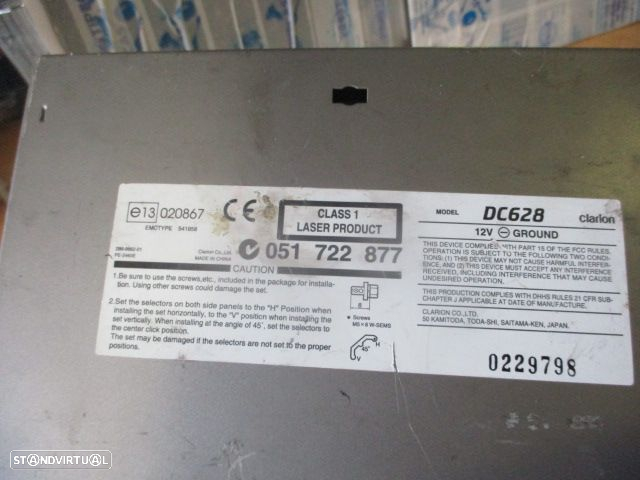 e13 020867
EMCTYPE 541058
CE
CLASS 1
LASER PRODUCT
Clarion Co., Ltd.
MADE IN CHINA
051 722 877
CAUTION
1.Be sure to use the screws,etc., included in the package for installa-
tion. Using other screws could damage the set.
2.Set the selectors on both side panels to the "H" Position when
installing the set horizontally, to the "V" position when installing the
set vertically. When installing at the angle of 45°, set the selectors to
the center click position.
The set may be damaged if the selectors are not set to the proper
positions.
8
* Screws
M5×8 W-SEMS
V 45° H
MODEL DC628 clarion
12V ⊖ GROUND
THIS DEVICE COMPLIES WITH PART 15 OF THE FCC RULES.
OPERATION IS SUBJECT TO THE FOLLOWING TWO CONDI-
TIONS: (1) THIS DEVICE MAY NOT CAUSE HARMFUL INTERFER-
ENCE, AND (2) THIS DEVICE MUST ACCEPT ANY INTERFERENCE
RECEIVED, INCLUDING INTERFERENCE THAT MAY CAUSE
UNDESIRED OPERATION.
THIS PRODUCTION COMPLIES WITH DHHS RULES 21 CFR SUB-
CHAPTER J APPLICABLE AT DATE OF MANUFACTURE.
CLARION CO.,LTD.
50 KAMITODA, TODA-SHI, SAITAMA-KEN, JAPAN.
0229798
STANDVIRTUAL